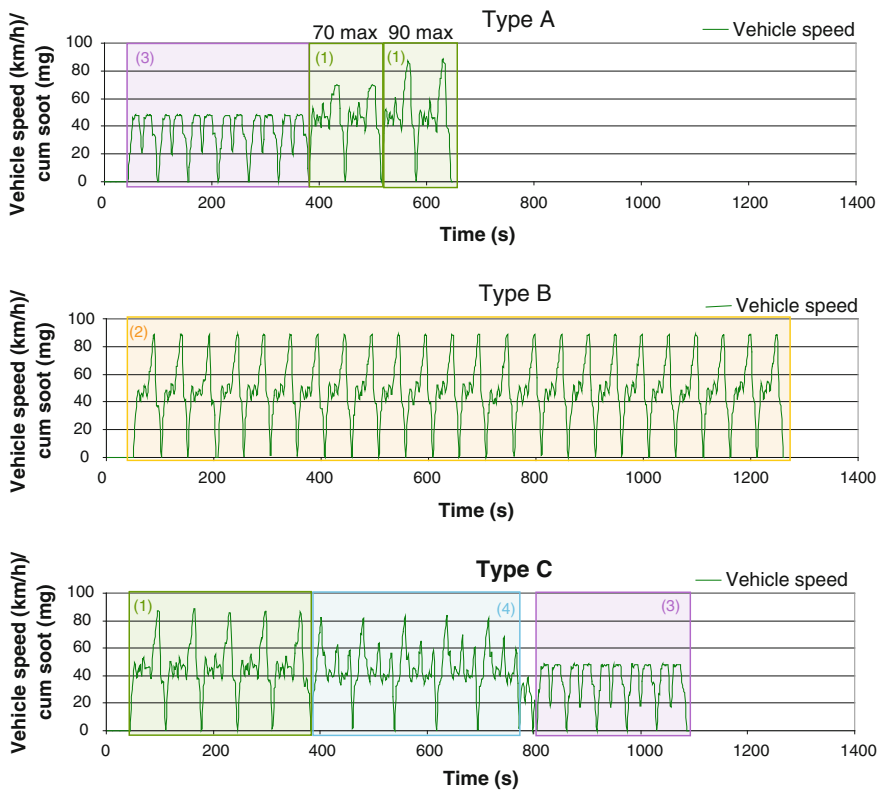 Type A
70 max 90 max
Vehicle speed
Vehicle speed (km/h)/
cum soot (mg)
100
80
60
40
20
0
(3)
(1)
(1)
0 200 400 600 800 1000 1200 1400
Time (s)
Type B
Vehicle speed
Vehicle speed (km/h)/
cum soot (mg)
100
80
60
40
20
0
(2)
0 200 400 600 800 1000 1200 1400
Time (s)
Type C
Vehicle speed
Vehicle speed (km/h)/
cum soot (mg)
100
80
60
40
20
0
(1)
(4)
(3)
0 200 400 600 800 1000 1200 1400
Time (s)